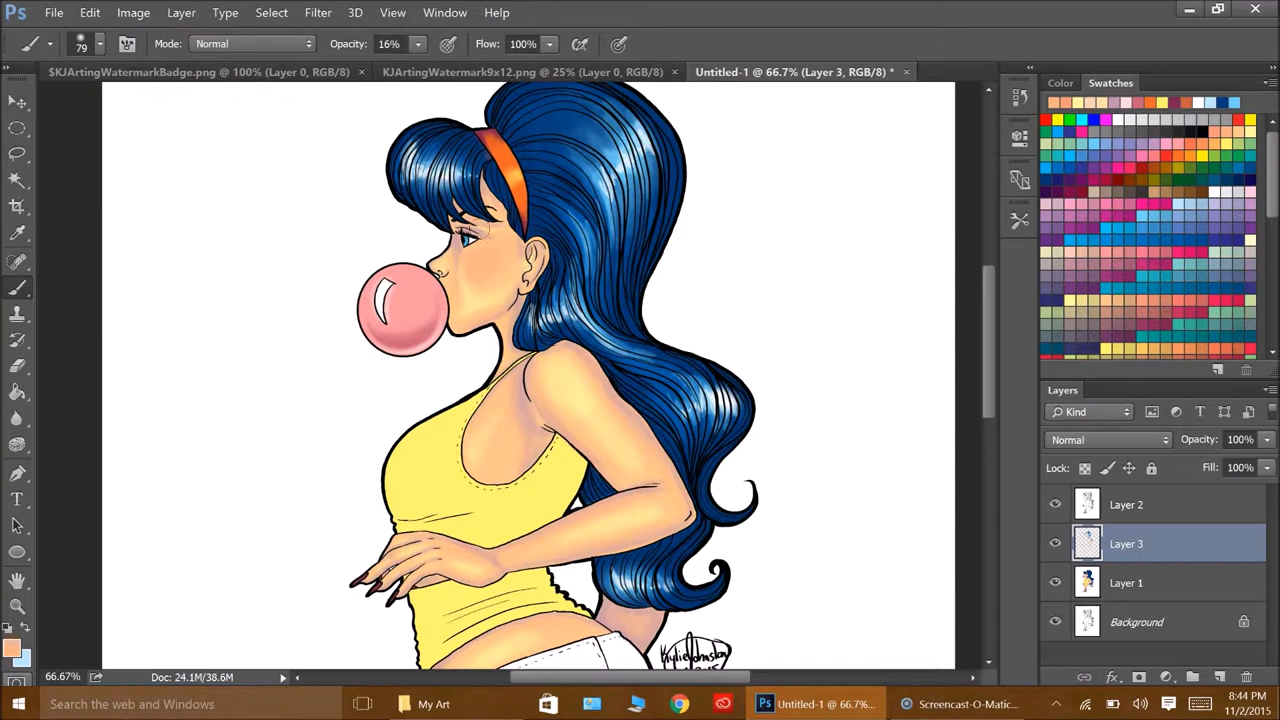 Ps File Edit Image Layer Type Select Filter 3D View Window Help
79 Mode: Normal Opacity: 16% Flow: 100%
$KJArtingWatermarkBadge.png @ 100% (Layer 0, RGB/8) × KJArtingWatermark9x12.png @ 25% (Layer 0, RGB/8) × Untitled-1 @ 66.7% (Layer 3, RGB/8) * ×
Color Swatches
Layers
Kind
Normal Opacity: 100%
Lock: Fill: 100%
Layer 2
Layer 3
Layer 1
Background
KylieJohnston
66.67% Doc: 24.1M/38.6M
Search the web and Windows My Art Ps Untitled-1 @ 66.7%... Screencast-O-Matic... 8:44 PM
11/2/2015